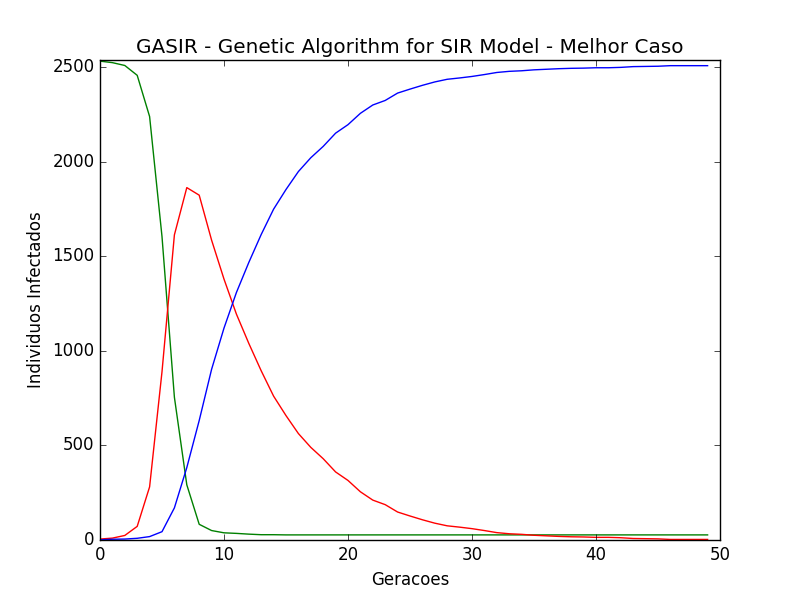 GASIR - Genetic Algorithm for SIR Model - Melhor Caso
2500
2000
1500
1000
500
0
Individuos Infectados
0 10 20 30 40 50
Geracoes